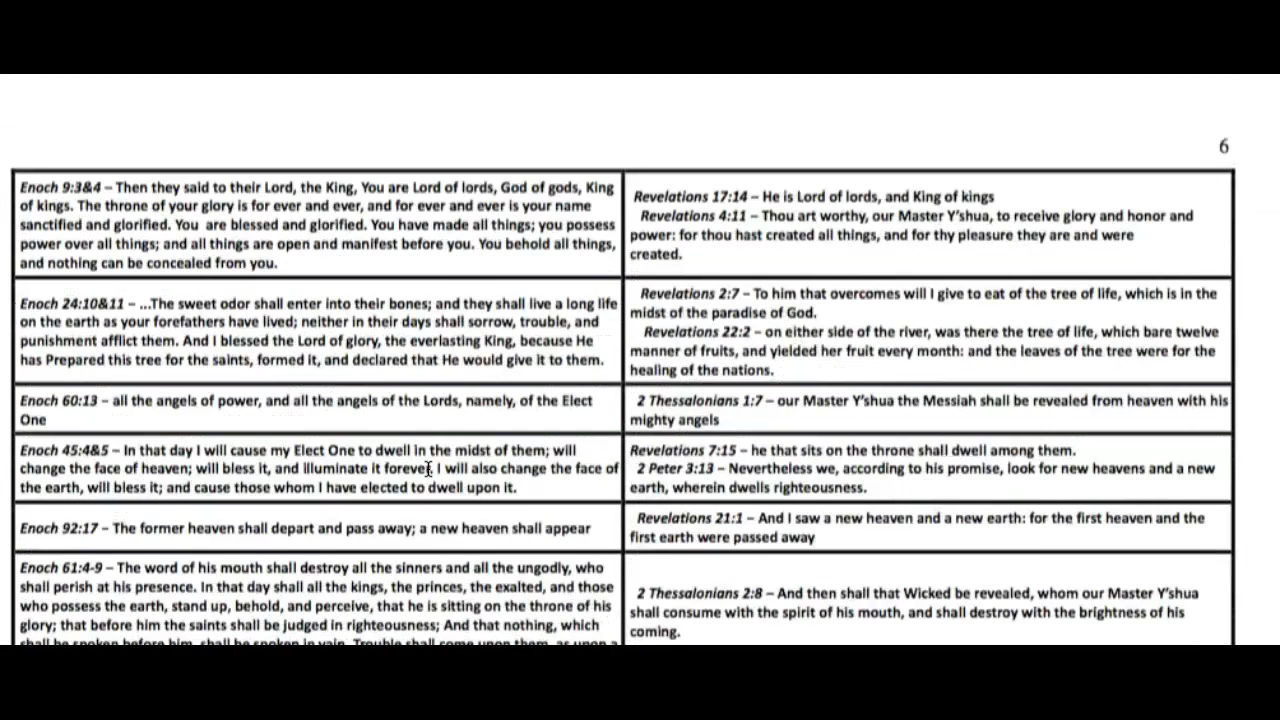 6
Enoch 9:3&4 – Then they said to their Lord, the King, You are Lord of lords, God of gods, King
of kings. The throne of your glory is for ever and ever, and for ever and ever is your name
sanctified and glorified. You are blessed and glorified. You have made all things; you possess
power over all things; and all things are open and manifest before you. You behold all things,
and nothing can be concealed from you.
Revelations 17:14 – He is Lord of lords, and King of kings
Revelations 4:11 – Thou art worthy, our Master Y'shua, to receive glory and honor and
power: for thou hast created all things, and for thy pleasure they are and were
created.
Enoch 24:10&11 – ...The sweet odor shall enter into their bones; and they shall live a long life
on the earth as your forefathers have lived; neither in their days shall sorrow, trouble, and
punishment afflict them. And I blessed the Lord of glory, the everlasting King, because He
has Prepared this tree for the saints, formed it, and declared that He would give it to them.
Revelations 2:7 – To him that overcomes will I give to eat of the tree of life, which is in the
midst of the paradise of God.
Revelations 22:2 – on either side of the river, was there the tree of life, which bare twelve
manner of fruits, and yielded her fruit every month: and the leaves of the tree were for the
healing of the nations.
Enoch 60:13 – all the angels of power, and all the angels of the Lords, namely, of the Elect
One
2 Thessalonians 1:7 – our Master Y'shua the Messiah shall be revealed from heaven with his
mighty angels
Enoch 45:4&5 – In that day I will cause my Elect One to dwell in the midst of them; will
change the face of heaven; will bless it, and illuminate it forever. I will also change the face of
the earth, will bless it; and cause those whom I have elected to dwell upon it.
Revelations 7:15 – he that sits on the throne shall dwell among them.
2 Peter 3:13 – Nevertheless we, according to his promise, look for new heavens and a new
earth, wherein dwells righteousness.
Enoch 92:17 – The former heaven shall depart and pass away; a new heaven shall appear
Revelations 21:1 – And I saw a new heaven and a new earth: for the first heaven and the
first earth were passed away
Enoch 61:4-9 – The word of his mouth shall destroy all the sinners and all the ungodly, who
shall perish at his presence. In that day shall all the kings, the princes, the exalted, and those
who possess the earth, stand up, behold, and perceive, that he is sitting on the throne of his
glory; that before him the saints shall be judged in righteousness; And that nothing, which
shall be spoken before him, shall be spoken in vain. Trouble shall come upon them, as upon a
2 Thessalonians 2:8 – And then shall that Wicked be revealed, whom our Master Y'shua
shall consume with the spirit of his mouth, and shall destroy with the brightness of his
coming.